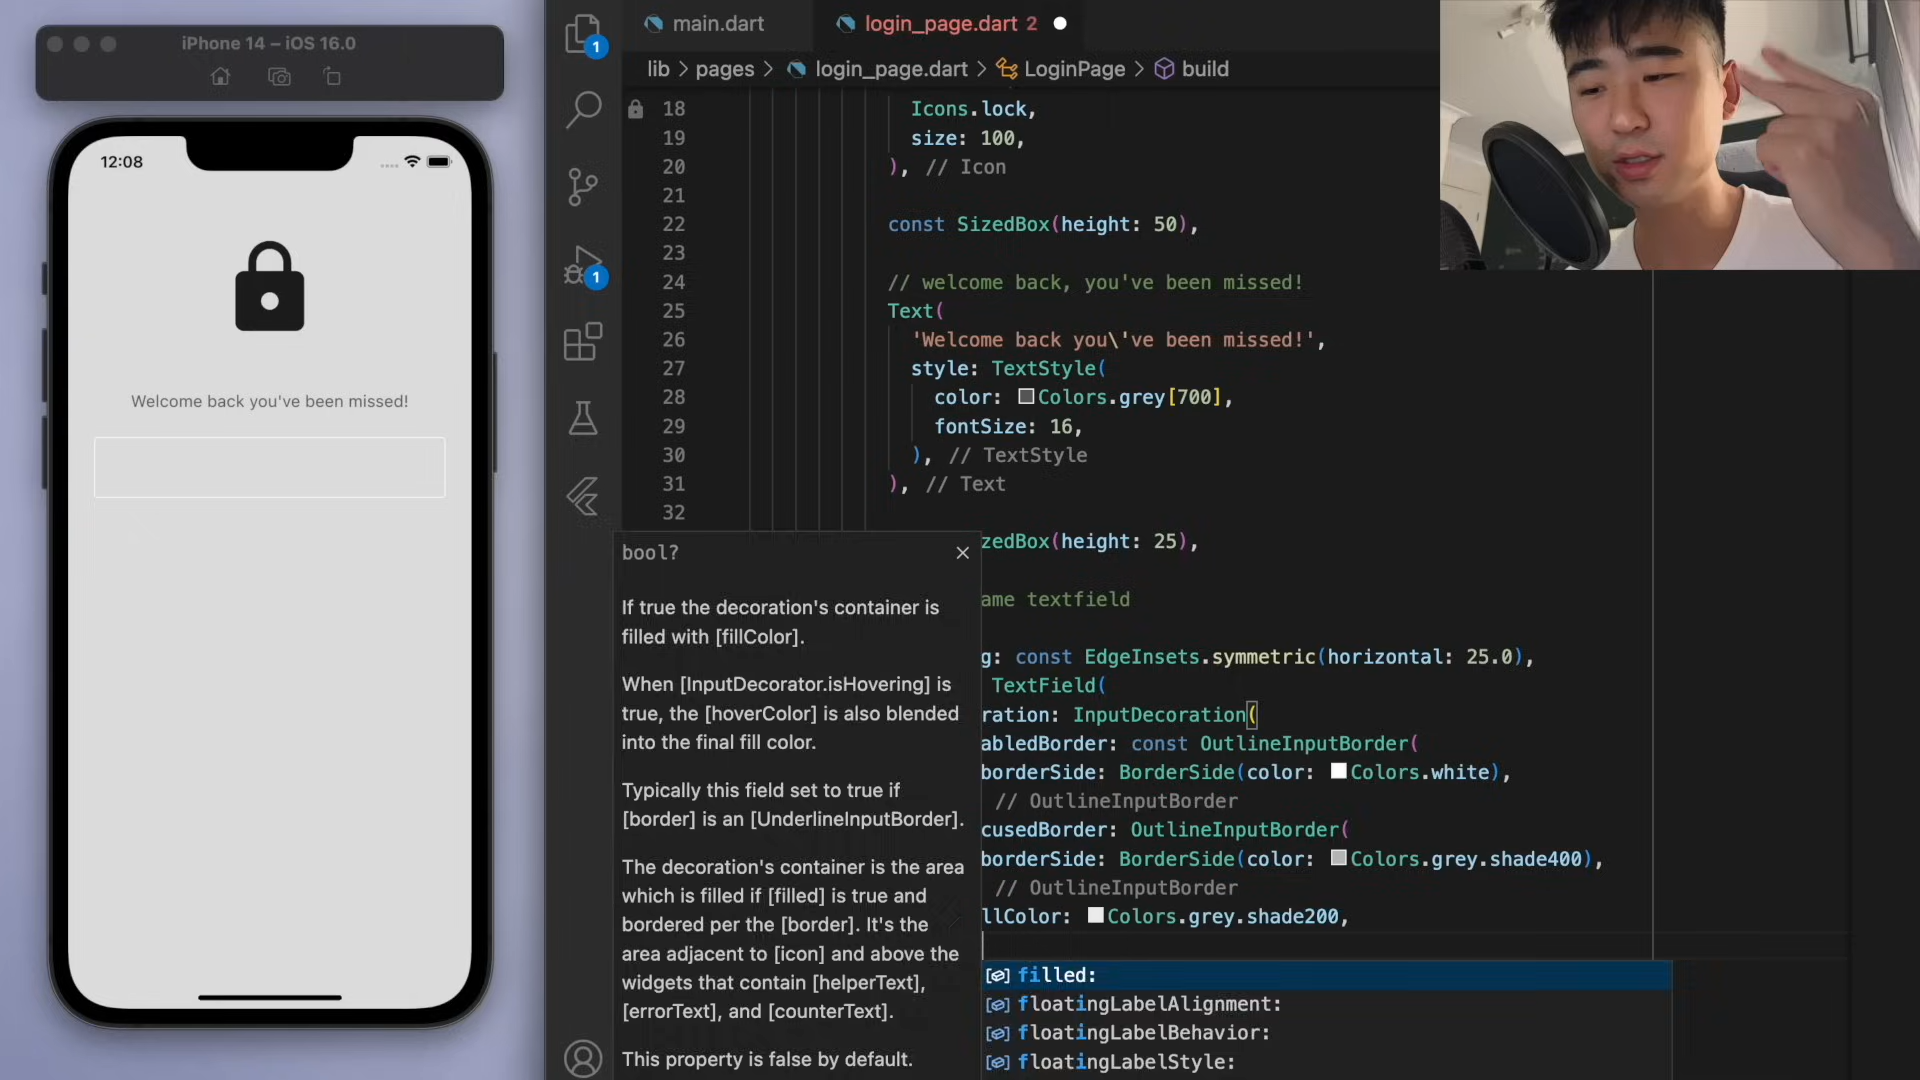 iPhone 14 – iOS 16.0
12:08
Welcome back you've been missed!
1
1
main.dart
login_page.dart 2
lib > pages > login_page.dart > LoginPage > build
18 Icons.lock,
19 size: 100,
20 ), // Icon
21
22 const SizedBox(height: 50),
23
24 // welcome back, you've been missed!
25 Text(
26 'Welcome back you\'ve been missed!',
27 style: TextStyle(
28 color: Colors.grey[700],
29 fontSize: 16,
30 ), // TextStyle
31 ), // Text
32
zedBox(height: 25),
ame textfield
g: const EdgeInsets.symmetric(horizontal: 25.0),
TextField(
ration: InputDecoration(
abledBorder: const OutlineInputBorder(
borderSide: BorderSide(color: Colors.white),
// OutlineInputBorder
cusedBorder: OutlineInputBorder(
borderSide: BorderSide(color: Colors.grey.shade400),
// OutlineInputBorder
llColor: Colors.grey.shade200,
bool?
If true the decoration's container is
filled with [fillColor].
When [InputDecorator.isHovering] is
true, the [hoverColor] is also blended
into the final fill color.
Typically this field set to true if
[border] is an [UnderlineInputBorder].
The decoration's container is the area
which is filled if [filled] is true and
bordered per the [border]. It's the
area adjacent to [icon] and above the
widgets that contain [helperText],
[errorText], and [counterText].
This property is false by default.
filled:
floatingLabelAlignment:
floatingLabelBehavior:
floatingLabelStyle: